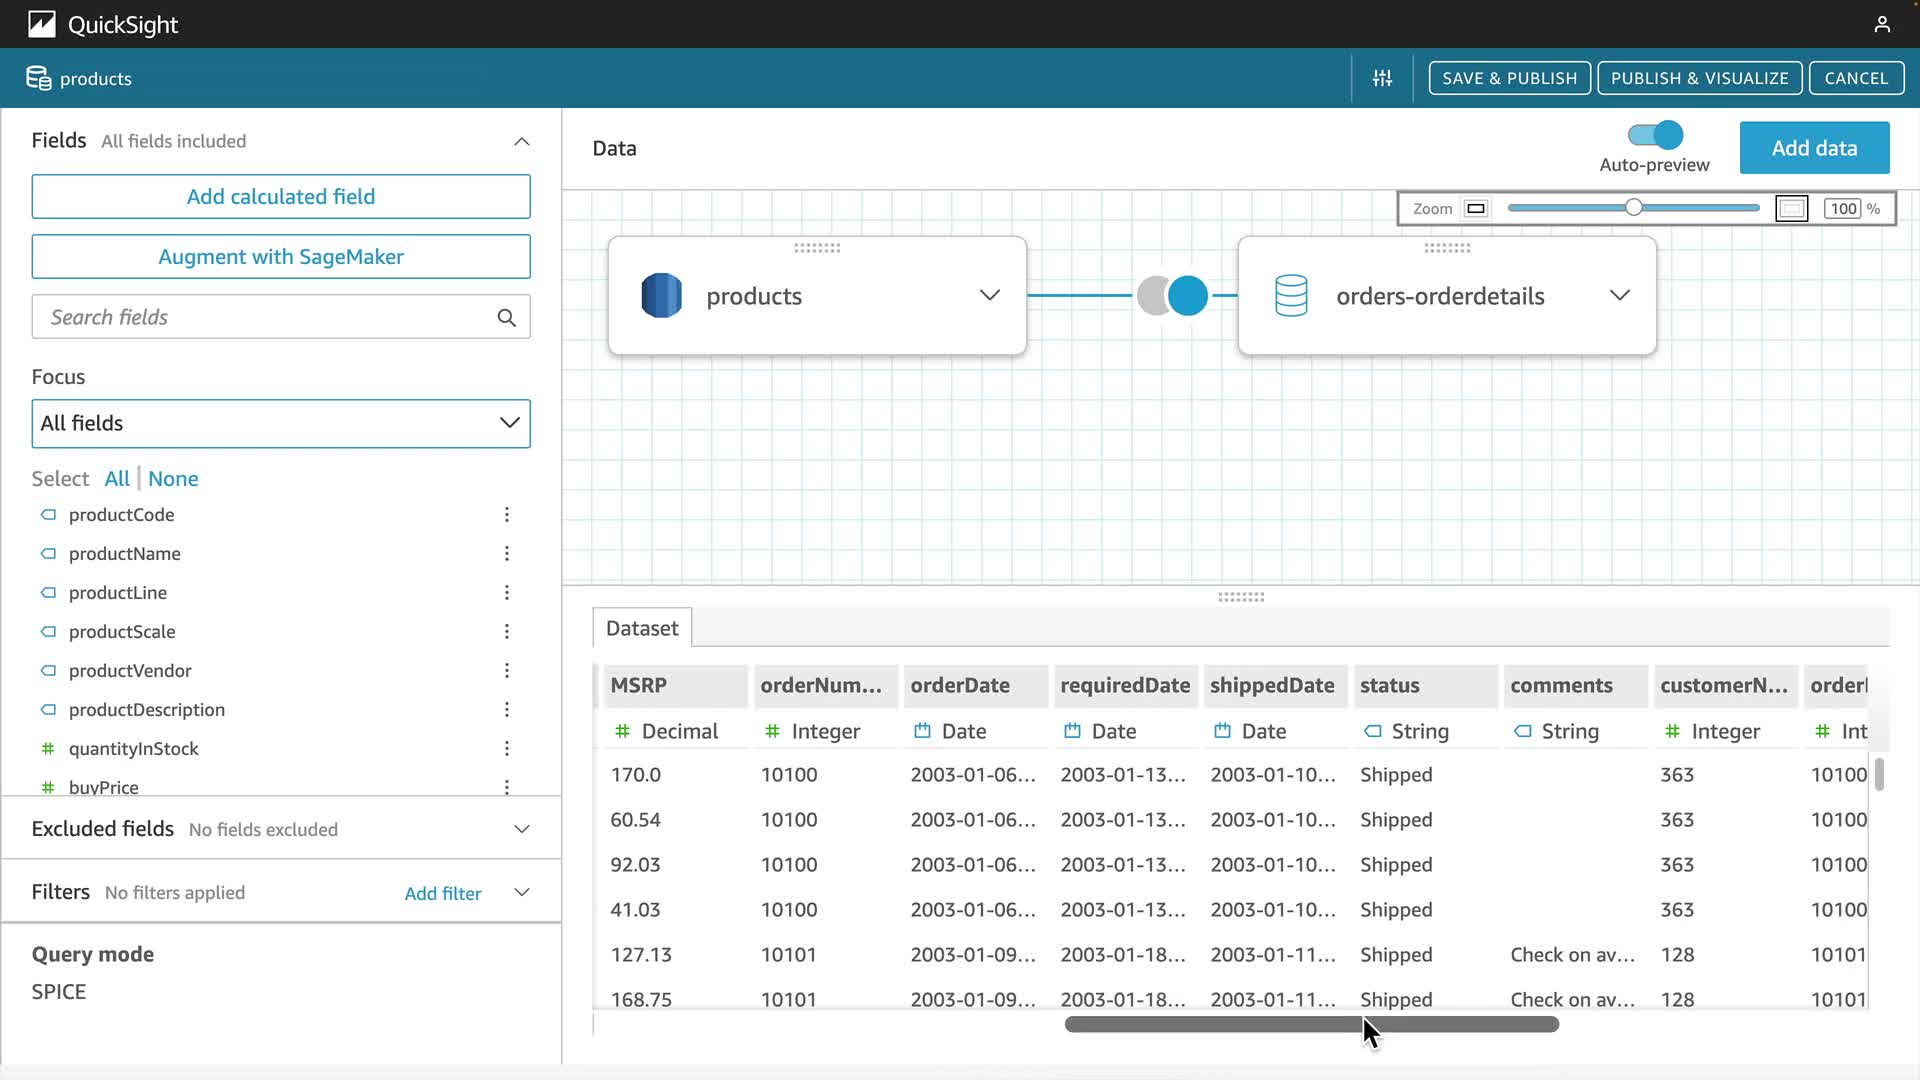 QuickSight
products
SAVE & PUBLISH
PUBLISH & VISUALIZE
CANCEL
Fields All fields included
Add calculated field
Augment with SageMaker
Search fields
Focus
All fields
Select All | None
productCode
productName
productLine
productScale
productVendor
productDescription
# quantityInStock
# buyPrice
Excluded fields No fields excluded
Filters No filters applied Add filter
Query mode
SPICE
Data
Auto-preview
Add data
Zoom 100 %
products
orders-orderdetails
Dataset
MSRP orderNum... orderDate requiredDate shippedDate status comments customerN... order
# Decimal # Integer Date Date Date String String # Integer # Int
170.0 10100 2003-01-06... 2003-01-13... 2003-01-10... Shipped 363 10100
60.54 10100 2003-01-06... 2003-01-13... 2003-01-10... Shipped 363 10100
92.03 10100 2003-01-06... 2003-01-13... 2003-01-10... Shipped 363 10100
41.03 10100 2003-01-06... 2003-01-13... 2003-01-10... Shipped 363 10100
127.13 10101 2003-01-09... 2003-01-18... 2003-01-11... Shipped Check on av... 128 10101
168.75 10101 2003-01-09... 2003-01-18... 2003-01-11... Shipped Check on av... 128 10101